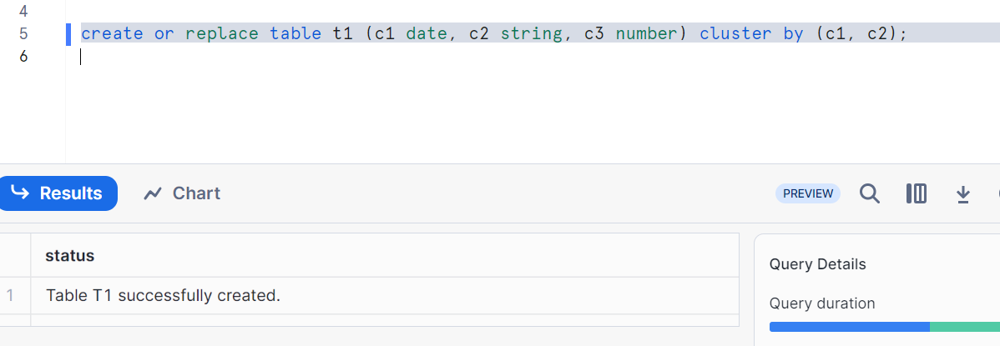 4
5 create or replace table t1 (c1 date, c2 string, c3 number) cluster by (c1, c2);
6
Results Chart PREVIEW
status
1 Table T1 successfully created.
Query Details
Query duration